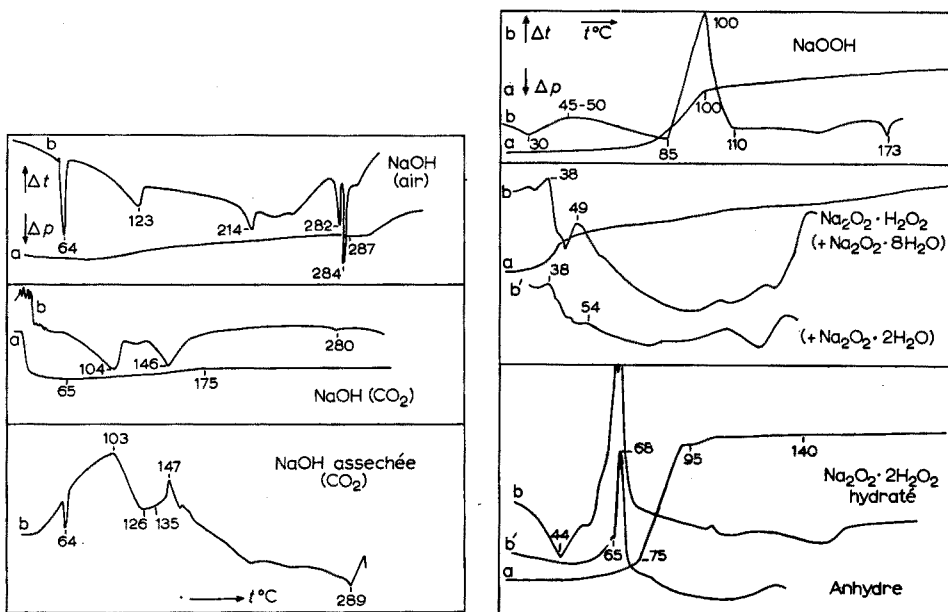 b
NaOH
(air)
Δt
Δp
64
123
214
282
284
287
a
b
a
104
146
280
65
175
NaOH (CO₂)
103
NaOH assechée
(CO₂)
147
b
126
135
64
t°C
289
b
Δt
t°C
100
NaOOH
a
Δp
b
45-50
100
a
30
85
110
173
b
38
49
Na₂O₂·H₂O₂
(+Na₂O₂·8H₂O)
a
38
b'
54
(+Na₂O₂·2H₂O)
68
95
140
Na₂O₂·2H₂O₂
hydraté
b
44
b'
65
75
a
Anhydre